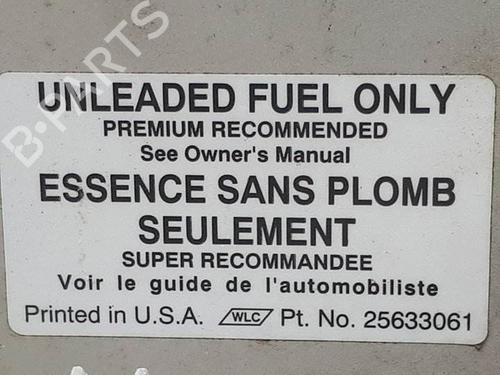 B-PARTS
UNLEADED FUEL ONLY
PREMIUM RECOMMENDED
See Owner's Manual
ESSENCE SANS PLOMB
SEULEMENT
SUPER RECOMMANDEE
Voir le guide de l'automobiliste
Printed in U.S.A. WLC Pt. No. 25633061